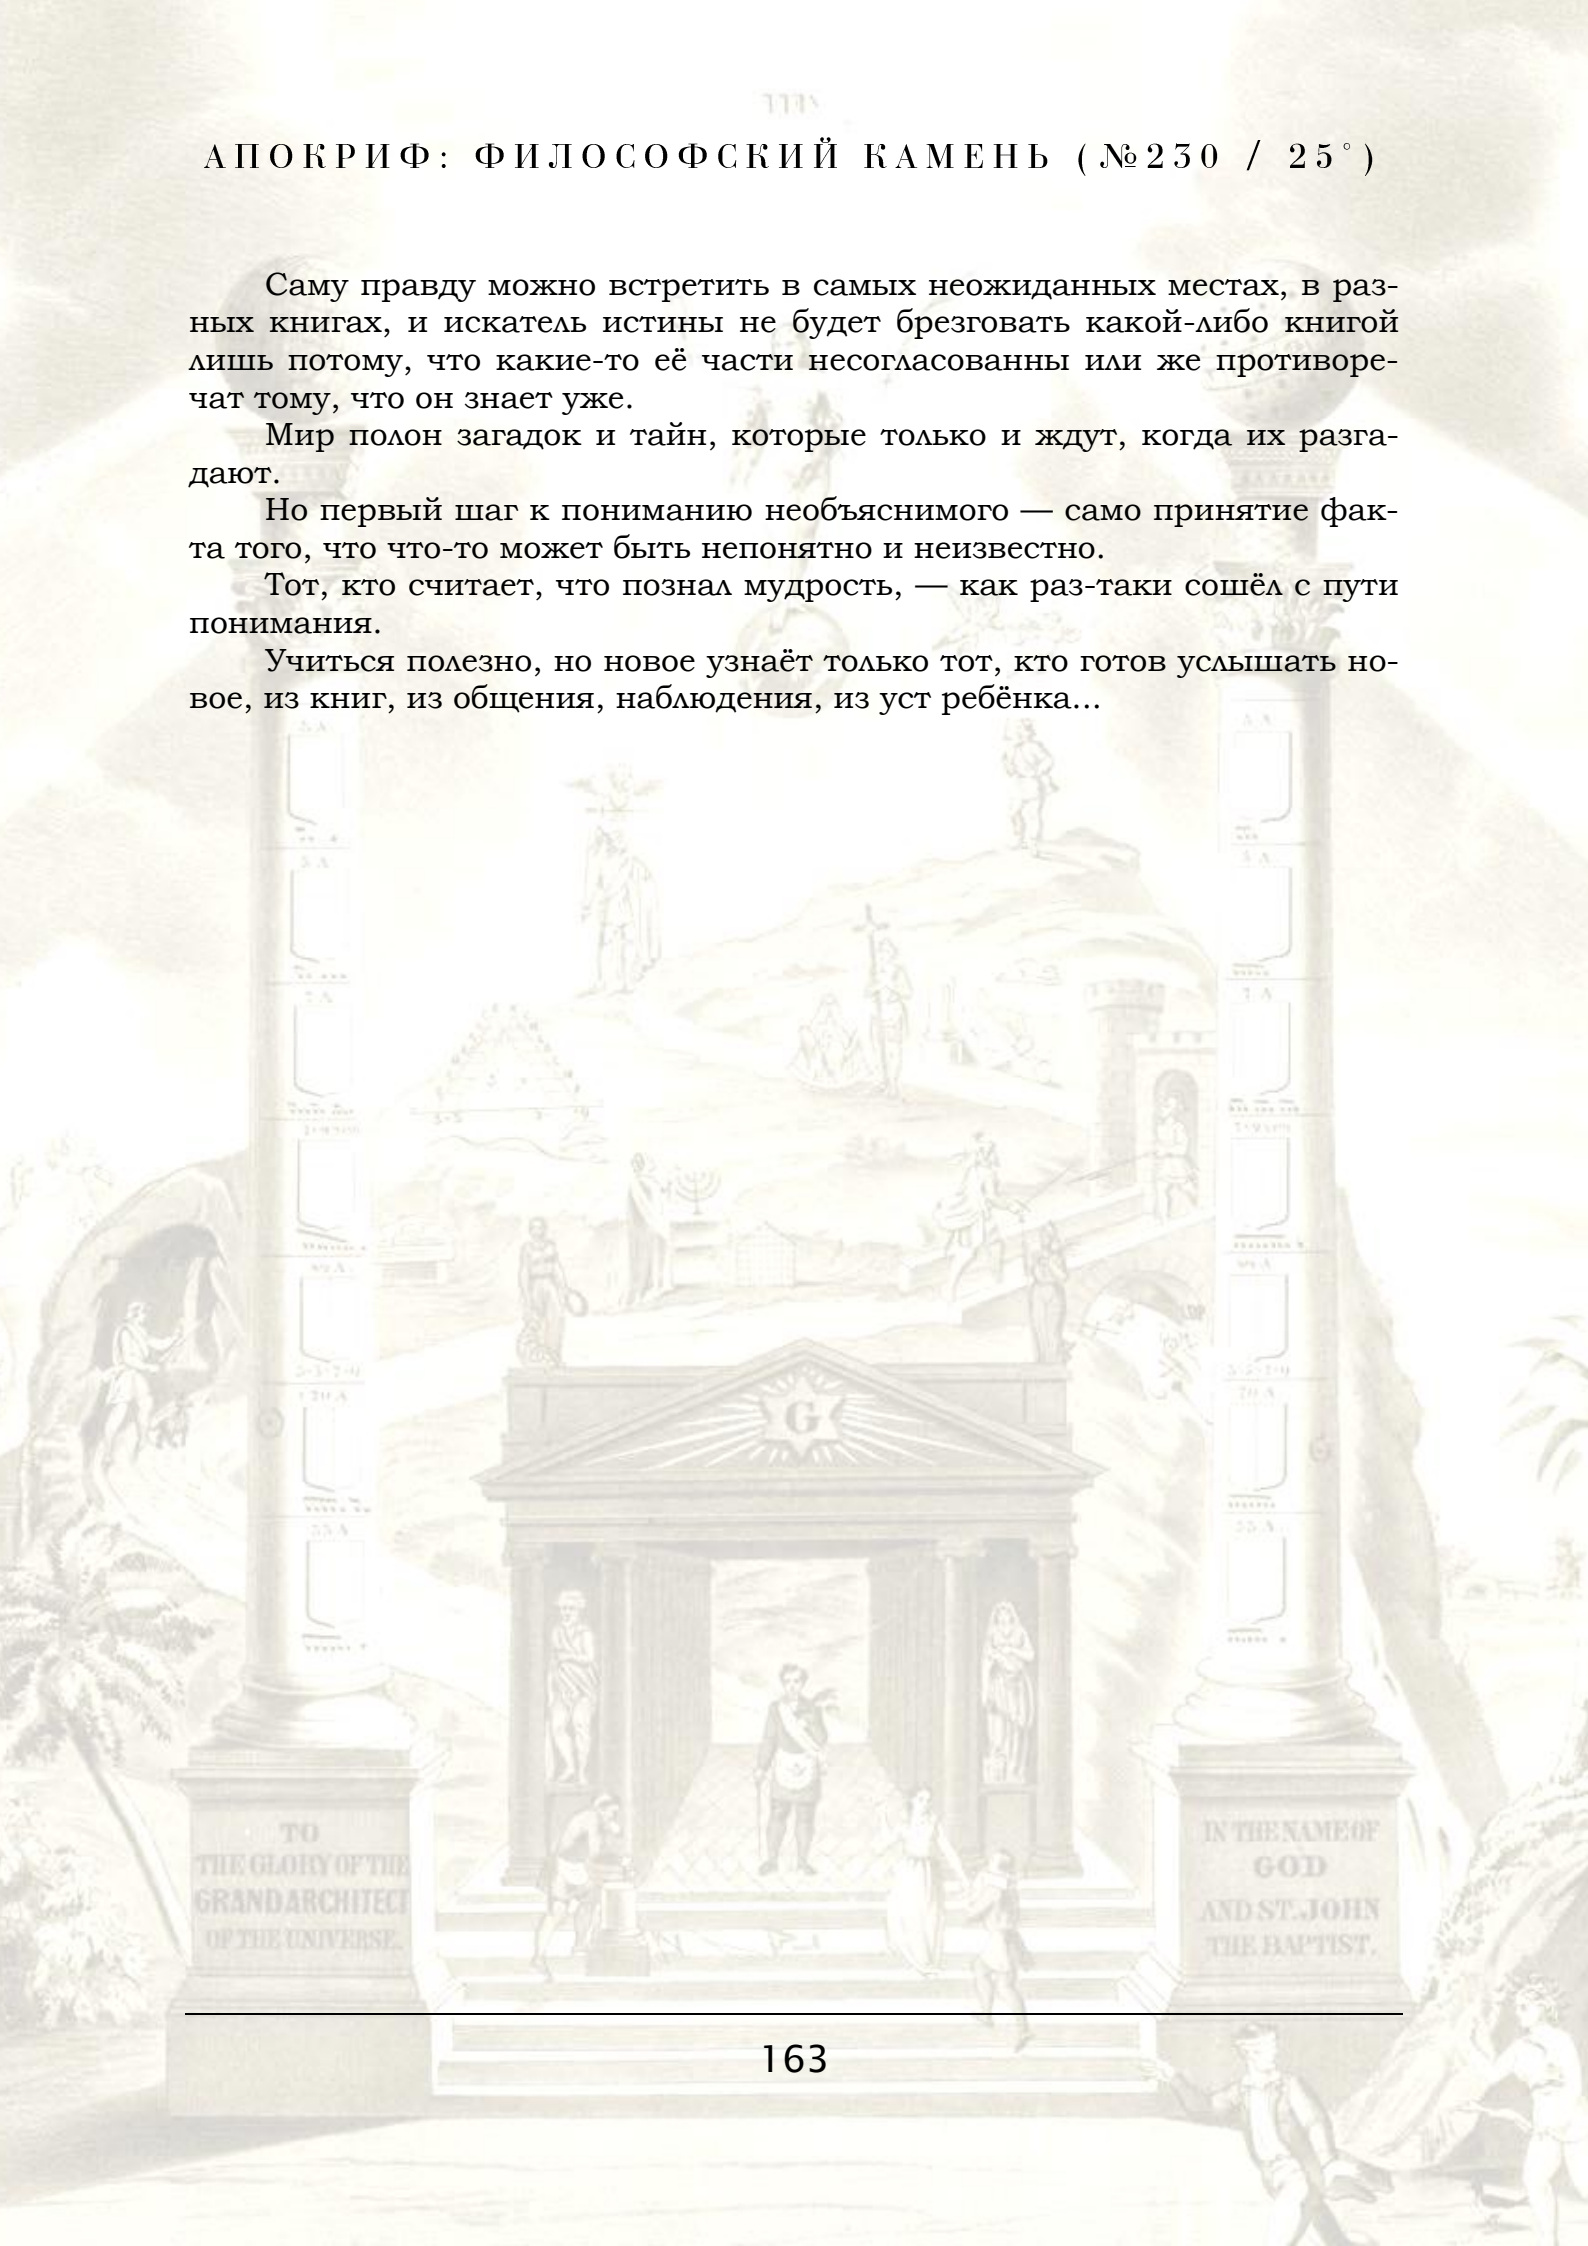 АПОКРИФ: ФИЛОСОФСКИЙ КАМЕНЬ (№230 / 25°)
Саму правду можно встретить в самых неожиданных местах, в раз-
ных книгах, и искатель истины не будет брезговать какой-либо книгой
лишь потому, что какие-то её части несогласованны или же противоре-
чат тому, что он знает уже.
Мир полон загадок и тайн, которые только и ждут, когда их разга-
дают.
Но первый шаг к пониманию необъяснимого — само принятие фак-
та того, что что-то может быть непонятно и неизвестно.
Тот, кто считает, что познал мудрость, — как раз-таки сошёл с пути
понимания.
Учиться полезно, но новое узнаёт только тот, кто готов услышать но-
вое, из книг, из общения, наблюдения, из уст ребёнка...
G
TO
THE GLORY OF THE
GRAND ARCHITECT
OF THE UNIVERSE.
IN THE NAME OF
GOD
AND ST. JOHN
THE BAPTIST.
163